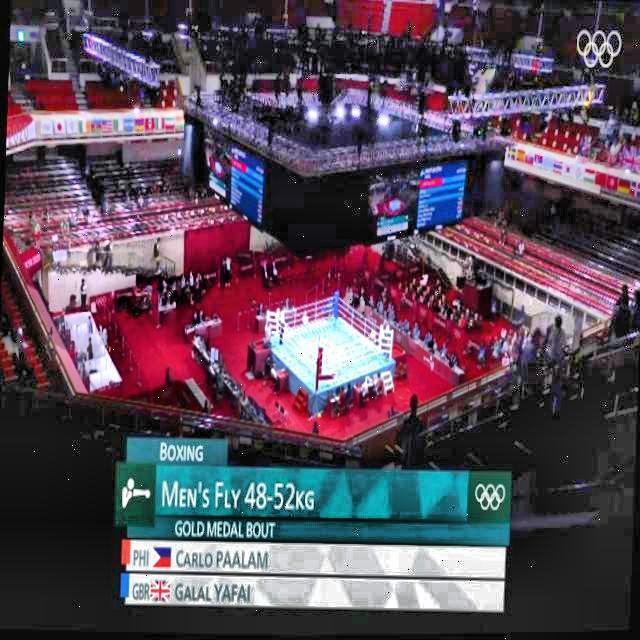 BOXING
MEN'S FLY 48-52KG
GOLD MEDAL BOUT
PHI CARLO PAALAM
GBR GALAL YAFAI